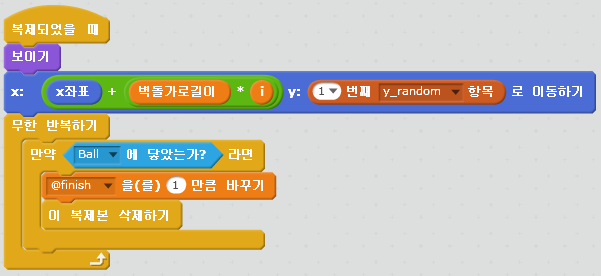 복제되었을 때
보이기
x: x좌표 + 벽돌가로길이 * i y: 1 번째 y_random 항목 로 이동하기
무한 반복하기
만약 Ball 에 닿았는가? 라면
@finish 을(를) 1 만큼 바꾸기
이 복제본 삭제하기